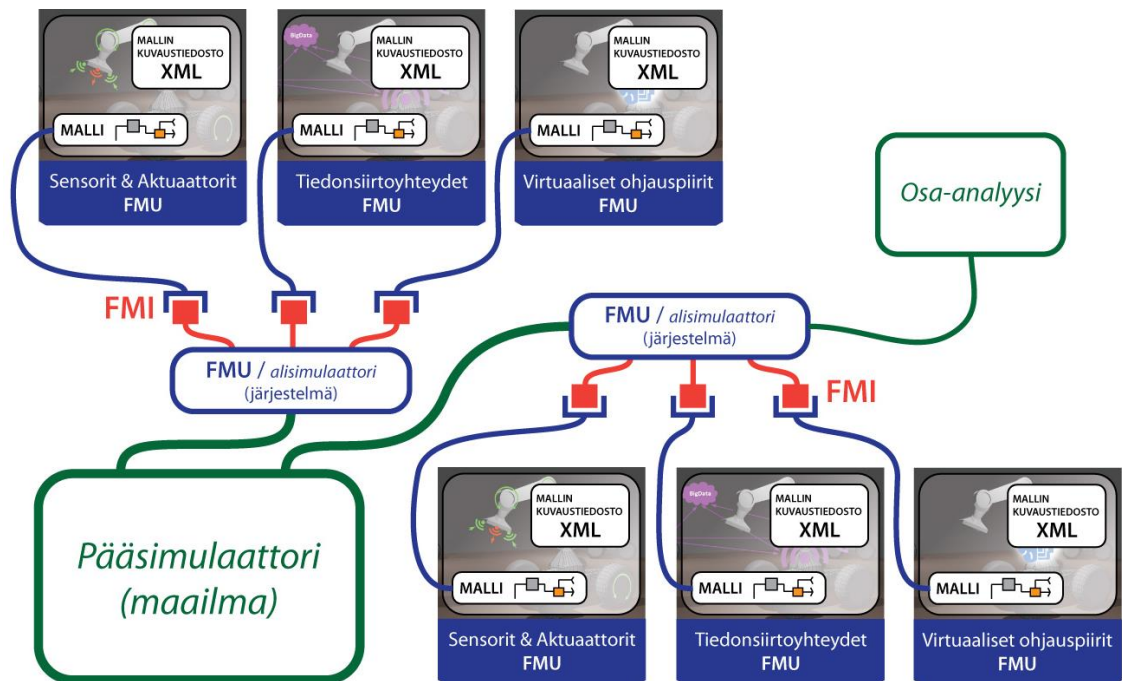 MALLIN
KUVAUSTIEDOSTO
XML
MALLI
Sensorit & Aktuaattorit
FMU
BigData
MALLIN
KUVAUSTIEDOSTO
XML
MALLI
Tiedonsiirtoyhteydet
FMU
MALLIN
KUVAUSTIEDOSTO
XML
MALLI
Virtuaaliset ohjauspiirit
FMU
Osa-analyysi
FMI
FMU / alisimulaattori
(järjestelmä)
FMU / alisimulaattori
(järjestelmä)
FMI
Pääsimulaattori
(maailma)
MALLIN
KUVAUSTIEDOSTO
XML
MALLI
Sensorit & Aktuaattorit
FMU
BigData
MALLIN
KUVAUSTIEDOSTO
XML
MALLI
Tiedonsiirtoyhteydet
FMU
MALLIN
KUVAUSTIEDOSTO
XML
MALLI
Virtuaaliset ohjauspiirit
FMU